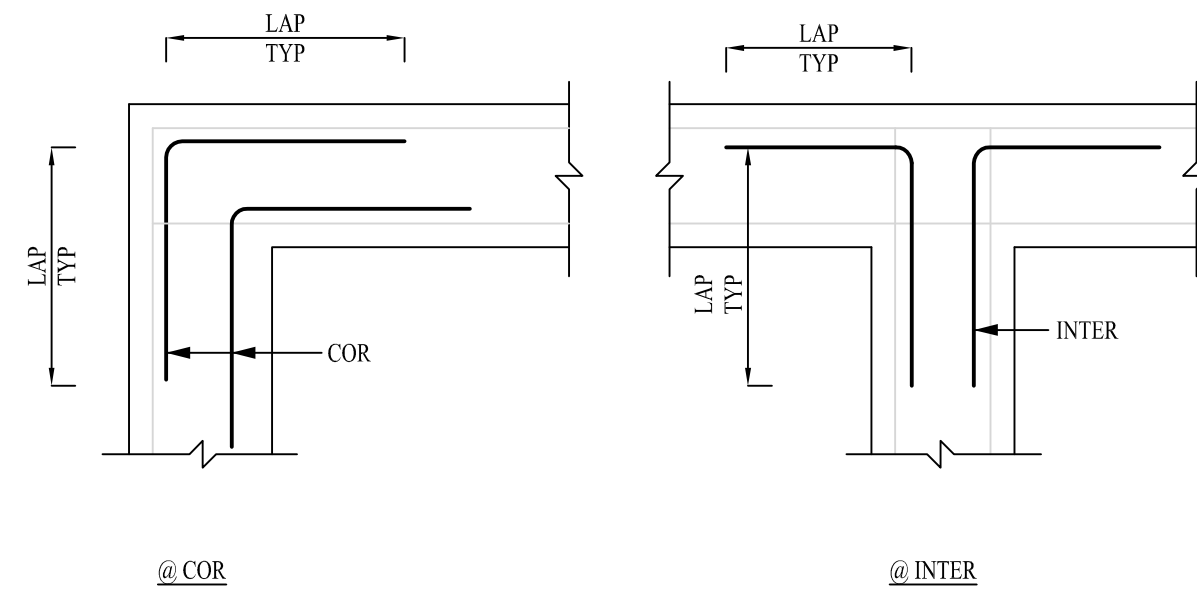 LAP
TYP
LAP
TYP
COR
@ COR
LAP
TYP
LAP
TYP
INTER
@ INTER